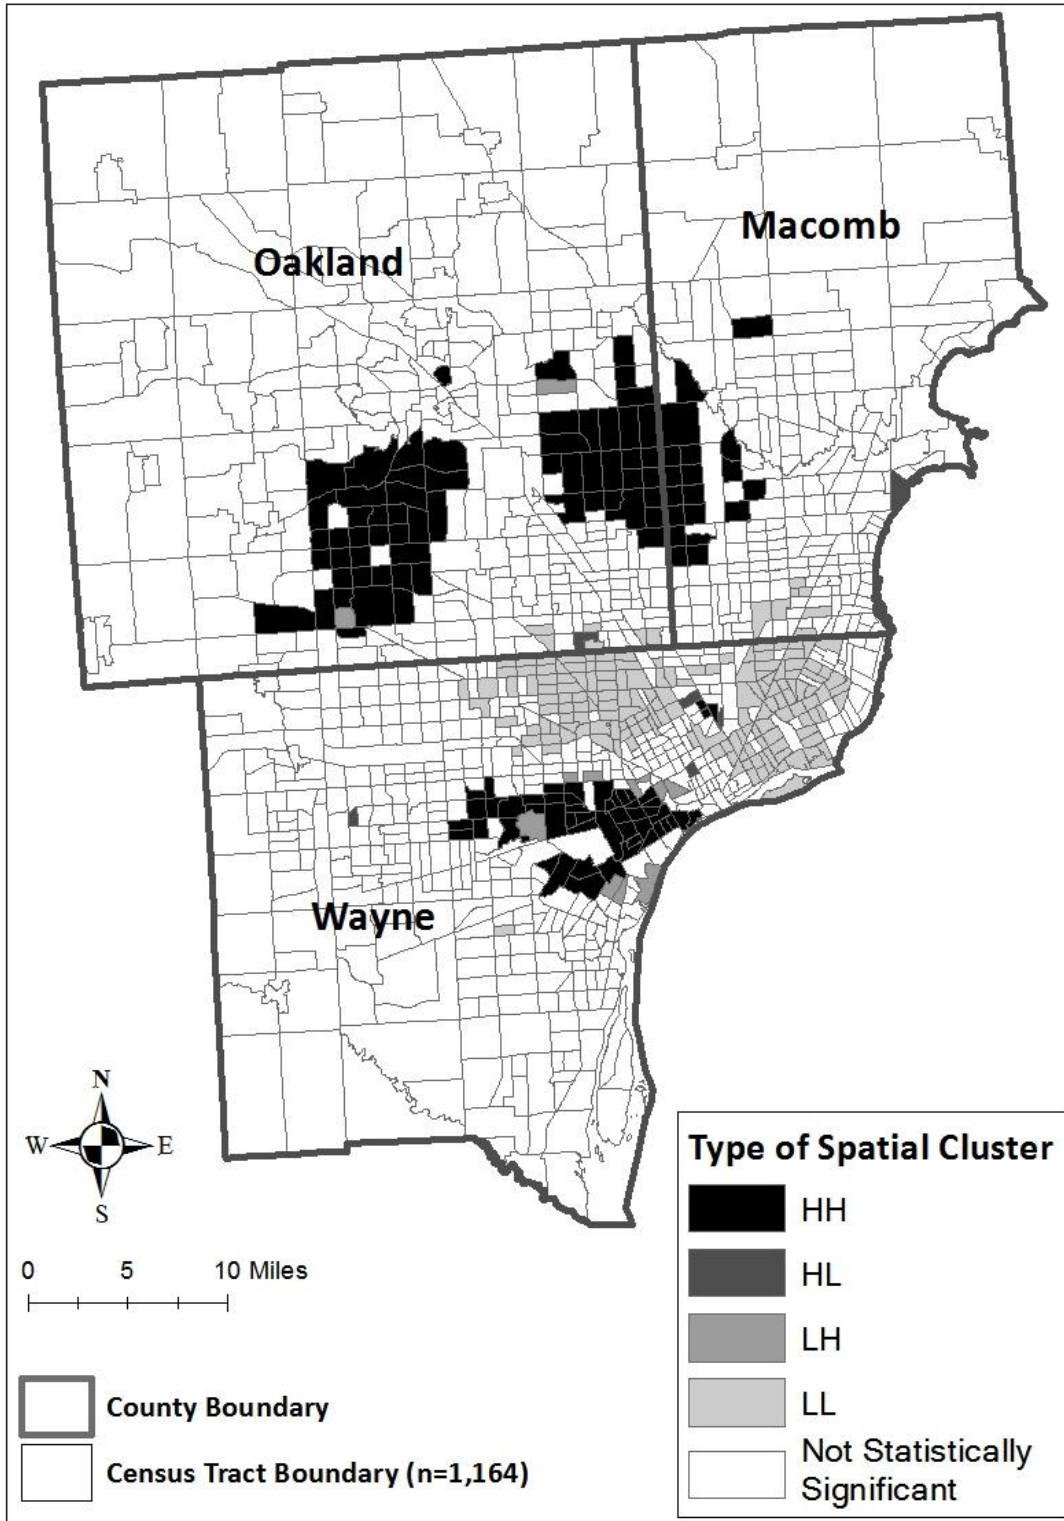 Oakland
Macomb
Wayne
N
W E
S
0 5 10 Miles
County Boundary
Census Tract Boundary (n=1,164)
Type of Spatial Cluster
HH
HL
LH
LL
Not Statistically
Significant